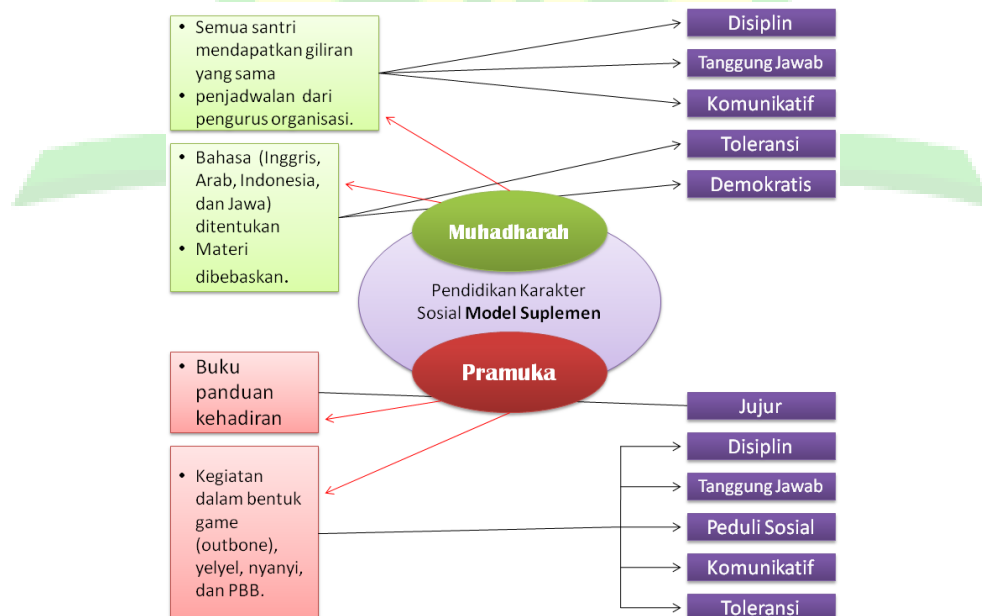 • Semua santri
mendapatkan giliran
yang sama
• penjadwalan dari
pengurus organisasi.
• Bahasa (Inggris,
Arab, Indonesia,
dan Jawa)
ditentukan
• Materi
dibebaskan.
Disiplin
Tanggung Jawab
Komunikatif
Toleransi
Demokratis
Muhadharah
Pendidikan Karakter
Sosial Model Suplemen
Pramuka
• Buku
panduan
kehadiran
• Kegiatan
dalam bentuk
game
(outbone),
yelyel, nyanyi,
dan PBB.
Jujur
Disiplin
Tanggung Jawab
Peduli Sosial
Komunikatif
Toleransi